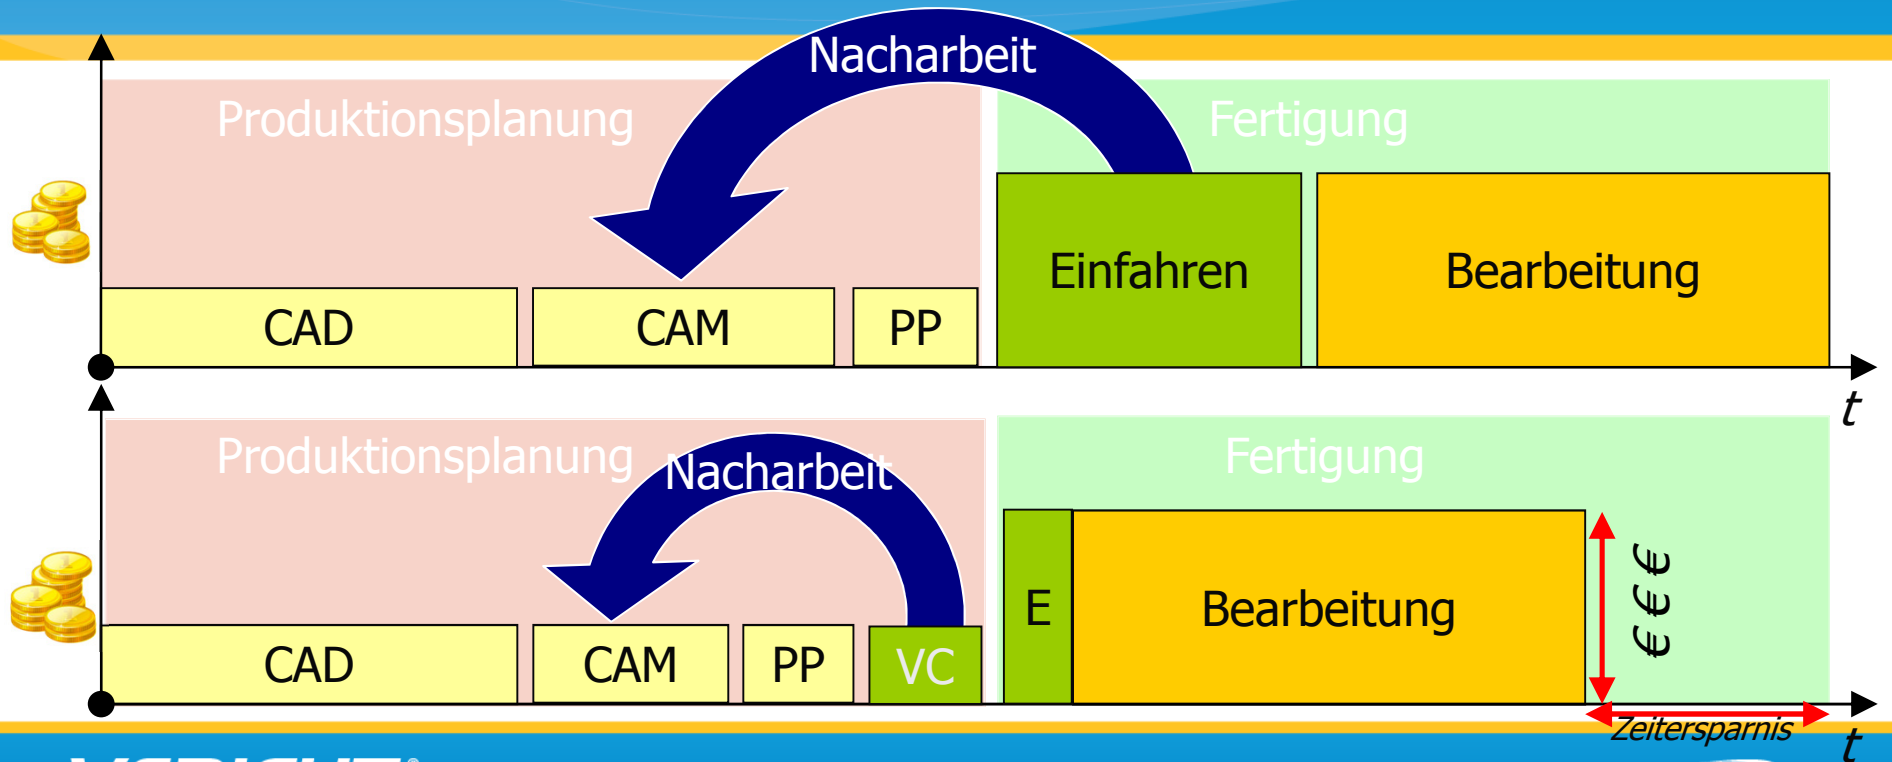 Nacharbeit
Produktionsplanung Fertigung
Einfahren Bearbeitung
CAD CAM PP
t
Produktionsplanung Nacharbeit Fertigung
€ € €
E Bearbeitung
CAD CAM PP VC
Zeitersparnis
t